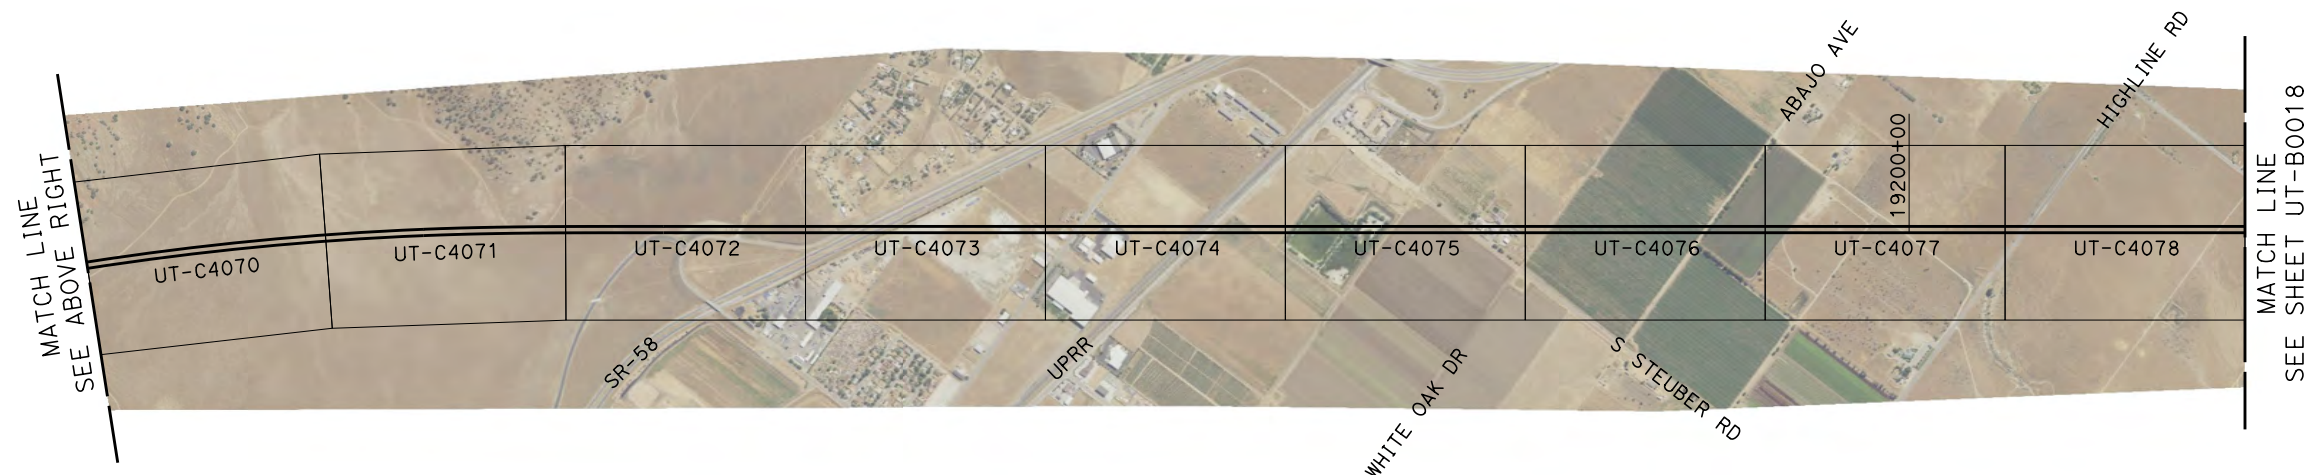 MATCH LINE
SEE ABOVE RIGHT
UT-C4070
UT-C4071
UT-C4072
UT-C4073
UT-C4074
UT-C4075
UT-C4076
UT-C4077
UT-C4078
SR-58
UPRR
WHITE OAK DR
S STEUBER RD
ABAJO AVE
19200+00
HIGHLINE RD
MATCH LINE
SEE SHEET UT-B0018